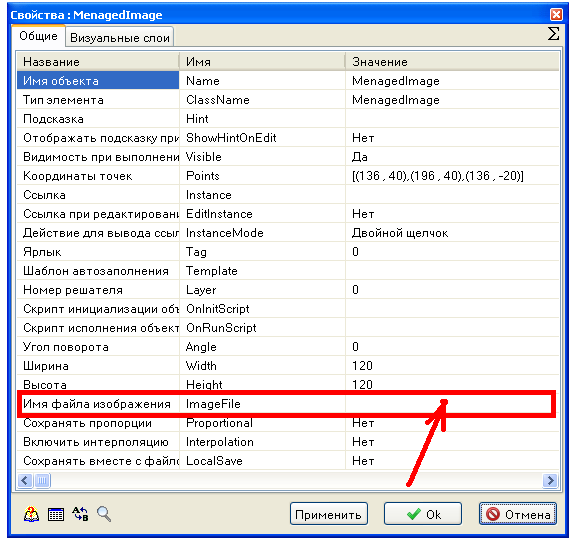 Свойства : MenagedImage
Общие Визуальные слои Σ
Название Имя Значение
Имя объекта Name MenagedImage
Тип элемента ClassName MenagedImage
Подсказка Hint
Отображать подсказку при ShowHintOnEdit Нет
Видимость при выполнени Visible Да
Координаты точек Points [(136 , 40),(196 , 40),(136 , -20)]
Ссылка Instance
Ссылка при редактирован EditInstance Нет
Действие для вывода ссыл InstanceMode Двойной щелчок
Ярлык Tag 0
Шаблон автозаполнения Template
Номер решателя Layer 0
Скрипт инициализации объ OnInitScript
Скрипт исполнения объект OnRunScript
Угол поворота Angle 0
Ширина Width 120
Высота Height 120
Имя файла изображения ImageFile
Сохранять пропорции Proportional Нет
Включить интерполяцию Interpolation Нет
Сохранять вместе с файло LocalSave Нет
Применить Ok Отмена